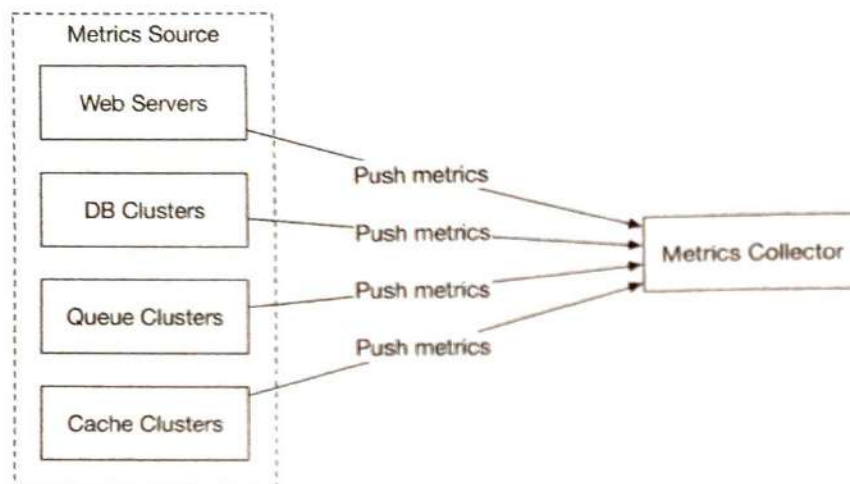 Metrics Source
Web Servers
Push metrics
DB Clusters
Push metrics
Metrics Collector
Queue Clusters
Push metrics
Push metrics
Cache Clusters